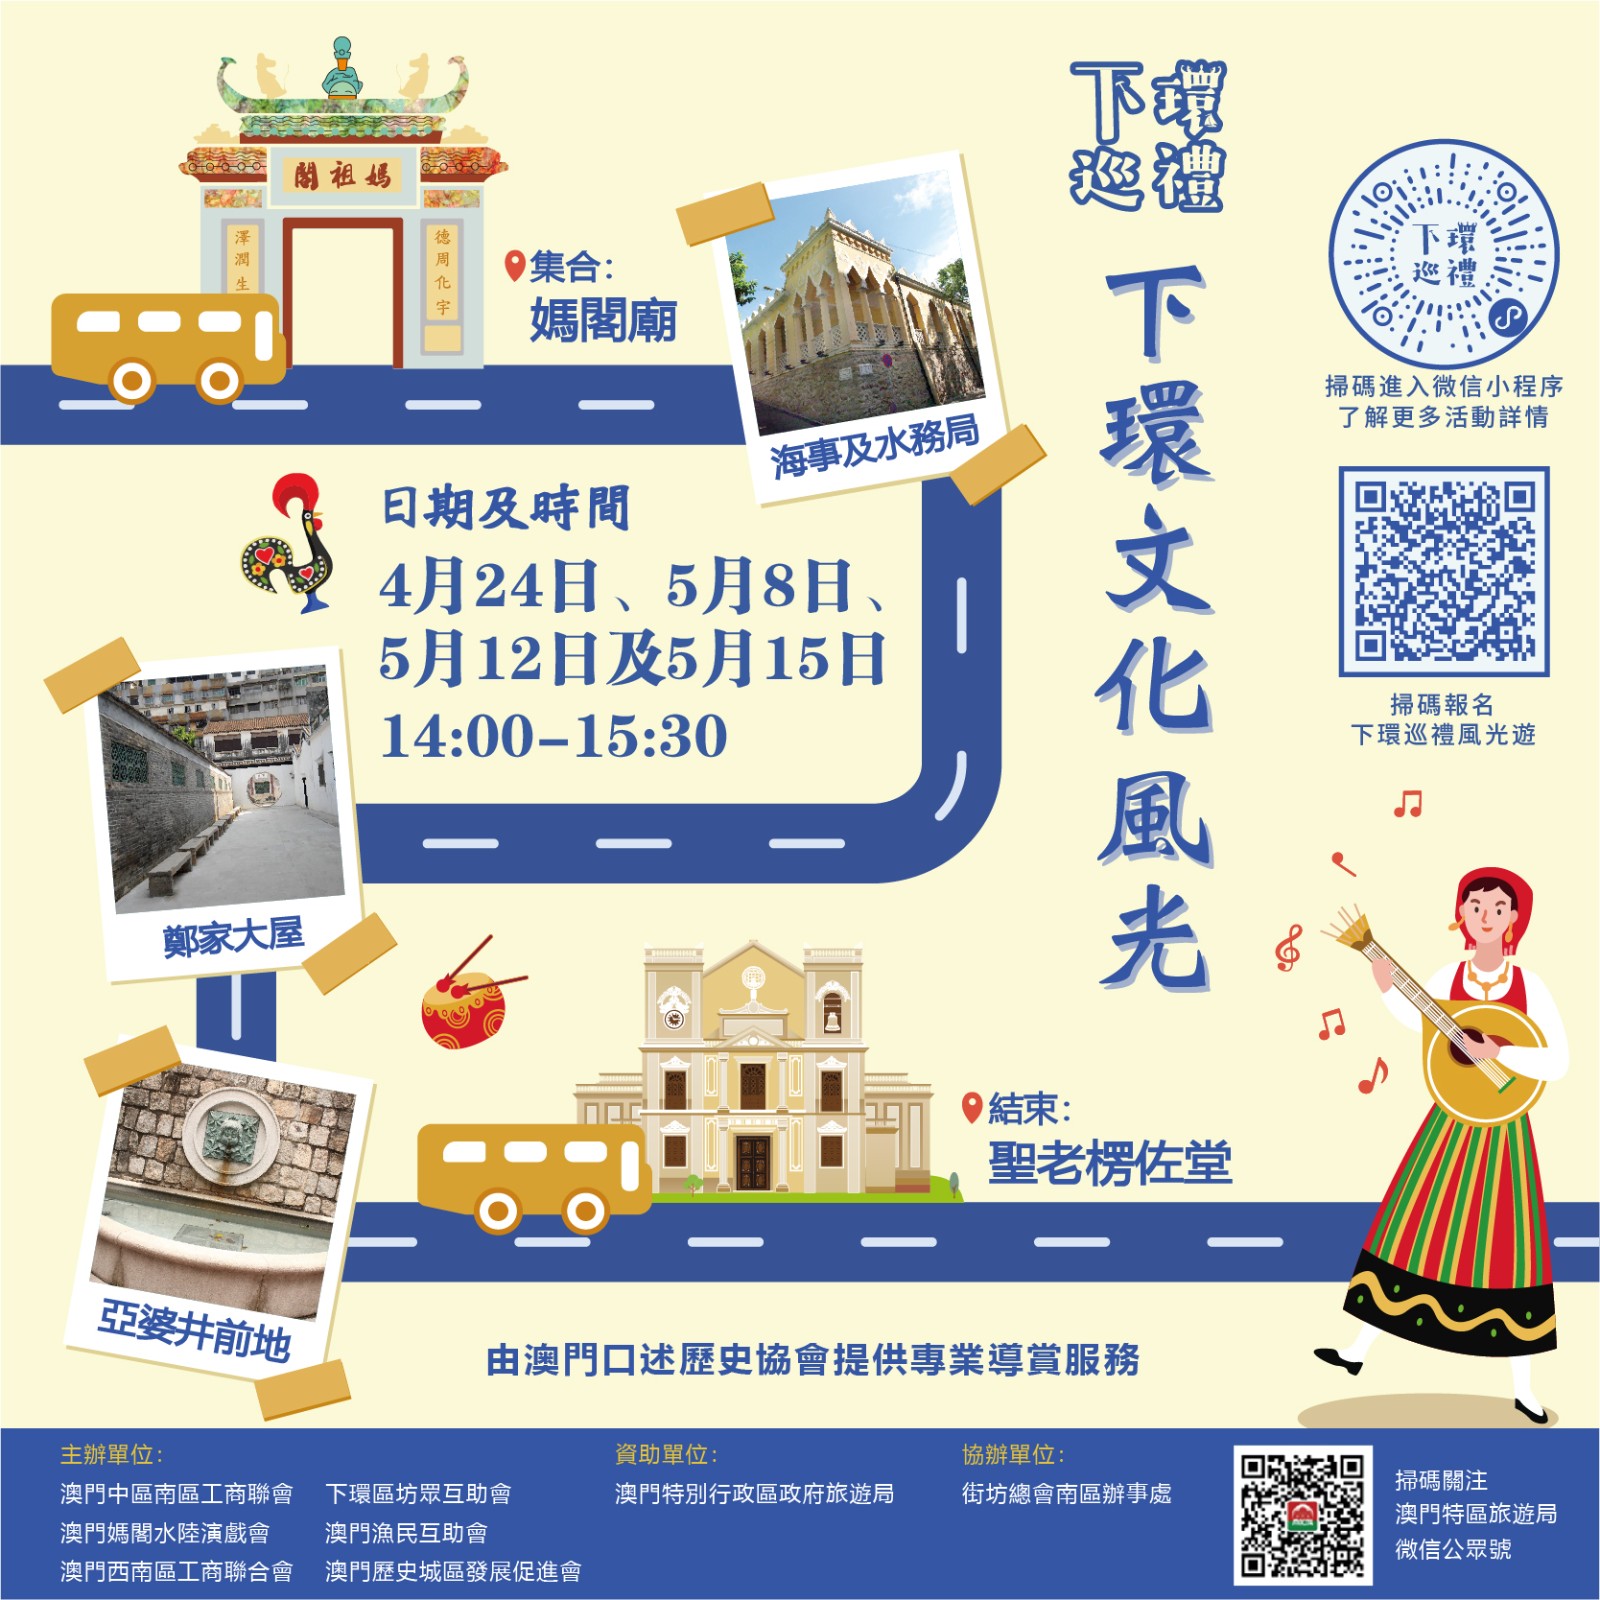 下環
巡禮
下環文化風光
媽祖閣
德周化宇
澤潤生
集合：
媽閣廟
海事及水務局
下環
巡禮
掃碼進入微信小程序
了解更多活動詳情
日期及時間
4月24日、5月8日、
5月12日及5月15日
14:00-15:30
掃碼報名
下環巡禮風光遊
鄭家大屋
亞婆井前地
結束：
聖老楞佐堂
由澳門口述歷史協會提供專業導賞服務
主辦單位：
澳門中區南區工商聯會
澳門媽閣水陸演戲會
澳門西南區工商聯合會
下環區坊眾互助會
澳門漁民互助會
澳門歷史城區發展促進會
資助單位：
澳門特別行政區政府旅遊局
協辦單位：
街坊總會南區辦事處
掃碼關注
澳門特區旅遊局
微信公眾號